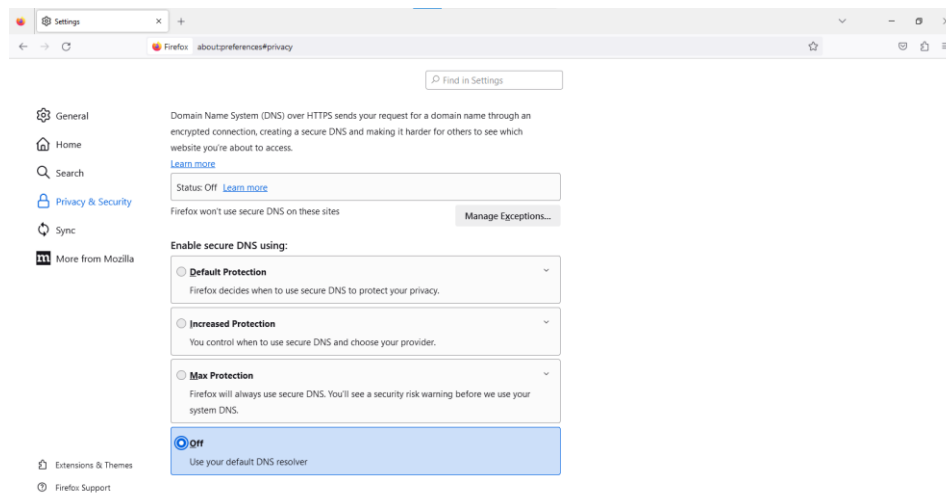 Settings
Firefox about:preferences#privacy
Find in Settings
General
Home
Search
Privacy & Security
Sync
More from Mozilla
Extensions & Themes
Firefox Support
Domain Name System (DNS) over HTTPS sends your request for a domain name through an
encrypted connection, creating a secure DNS and making it harder for others to see which
website you're about to access.
Learn more
Status: Off Learn more
Firefox won't use secure DNS on these sites
Manage Exceptions...
Enable secure DNS using:
Default Protection
Firefox decides when to use secure DNS to protect your privacy.
Increased Protection
You control when to use secure DNS and choose your provider.
Max Protection
Firefox will always use secure DNS. You'll see a security risk warning before we use your
system DNS.
Off
Use your default DNS resolver